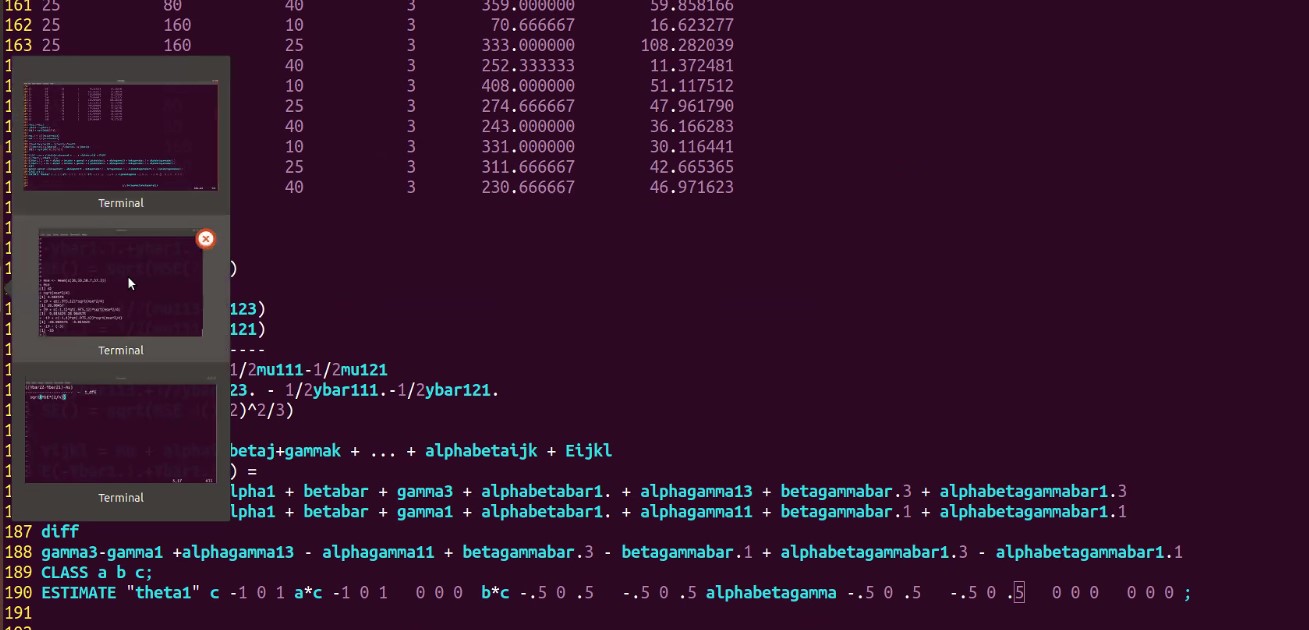 161 25 80 40 3 359.000000 59.858166
162 25 160 10 3 70.666667 16.623277
163 25 160 25 3 333.000000 108.282039
1 40 3 252.333333 11.372481
1 10 3 408.000000 51.117512
1 25 3 274.666667 47.961790
1 40 3 243.000000 36.166283
1 10 3 331.000000 30.116441
1 25 3 311.666667 42.665365
1 40 3 230.666667 46.971623
Terminal
)
123)
121)
----
Terminal
1/2mu111-1/2mu121
23. - 1/2ybar111.-1/2ybar121.
2)^2/3)
betaj+gammak + ... + alphabetaijk + Eijkl
) =
lpha1 + betabar + gamma3 + alphabetabar1. + alphagamma13 + betagammabar.3 + alphabetagammabar1.3
Terminal
lpha1 + betabar + gamma1 + alphabetabar1. + alphagamma11 + betagammabar.1 + alphabetagammabar1.1
187 diff
188 gamma3-gamma1 +alphagamma13 - alphagamma11 + betagammabar.3 - betagammabar.1 + alphabetagammabar1.3 - alphabetagammabar1.1
189 CLASS a b c;
190 ESTIMATE "theta1" c -1 0 1 a*c -1 0 1 0 0 0 b*c -.5 0 .5 -.5 0 .5 alphabetagamma -.5 0 .5 -.5 0 .5 0 0 0 0 0 0 ;
191